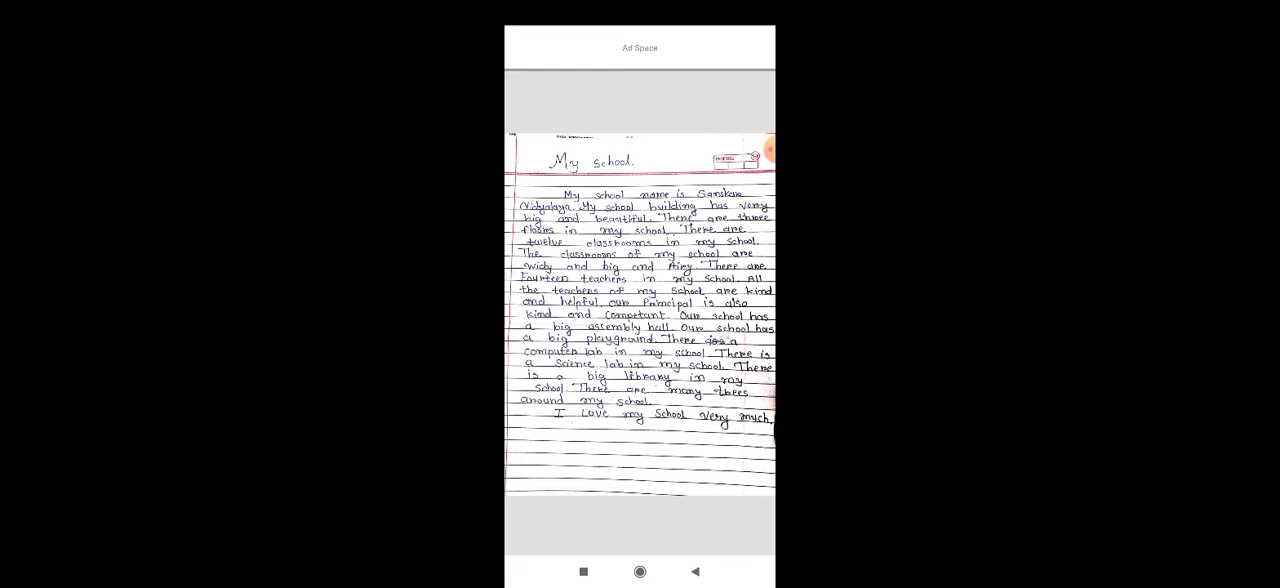 Ad Space
My school.
My school name is Sanskar
Vidyalaya. My school building has very
big and beautiful. There are three
floors in my school. There are
twelve classrooms in my school.
The classrooms of my school are
widy and big and Airy. There are
Fourteen teachers in my school. All
the teachers of my school are kind
and helpful. our Principal is also
kind and Competant. Our school has
a big assembly hall. Our school has
a big playground. There is a
computer lab in my school There is
a Science lab in my school. There
is a big library in my
School. There are many trees
around my school.
I Love my School very much.